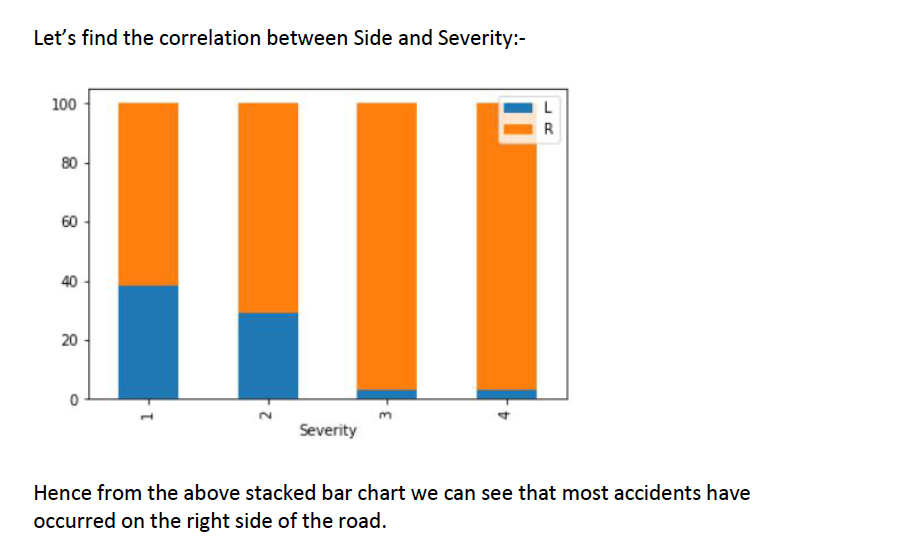 Let’s find the correlation between Side and Severity:-
100
80
60
40
20
0
L
R
1 2 3 4
Severity
Hence from the above stacked bar chart we can see that most accidents have
occurred on the right side of the road.